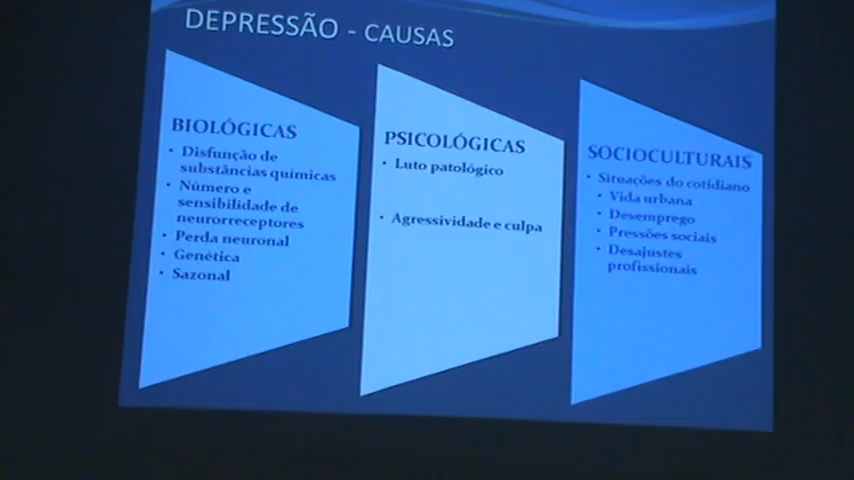 DEPRESSÃO - CAUSAS
BIOLÓGICAS
• Disfunção de
substâncias químicas
• Número e
sensibilidade de
neurorreceptores
• Perda neuronal
• Genética
• Sazonal
PSICOLÓGICAS
• Luto patológico
• Agressividade e culpa
SOCIOCULTURAIS
• Situações do cotidiano
• Vida urbana
• Desemprego
• Pressões sociais
• Desajustes
profissionais